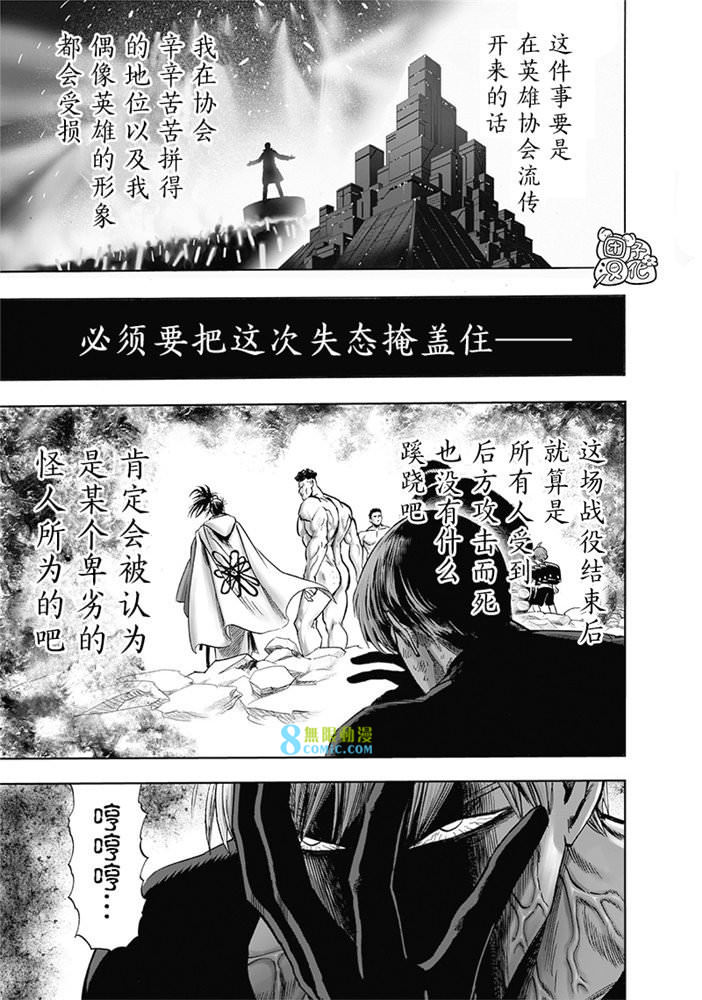 这件事要是
在英雄协会流传
开来的话
我在协会
辛辛苦苦拼得
的地位以及我
偶像英雄的形象
都会受损
团子
汉化
必须要把这次失态掩盖住——
这场战役结束后
就算是
所有人受到
后方攻击而死
也没有什么
蹊跷吧
肯定会被认为
是某个卑劣的
怪人所为的吧
8無限動漫
COMIC.COM
哼哼哼…